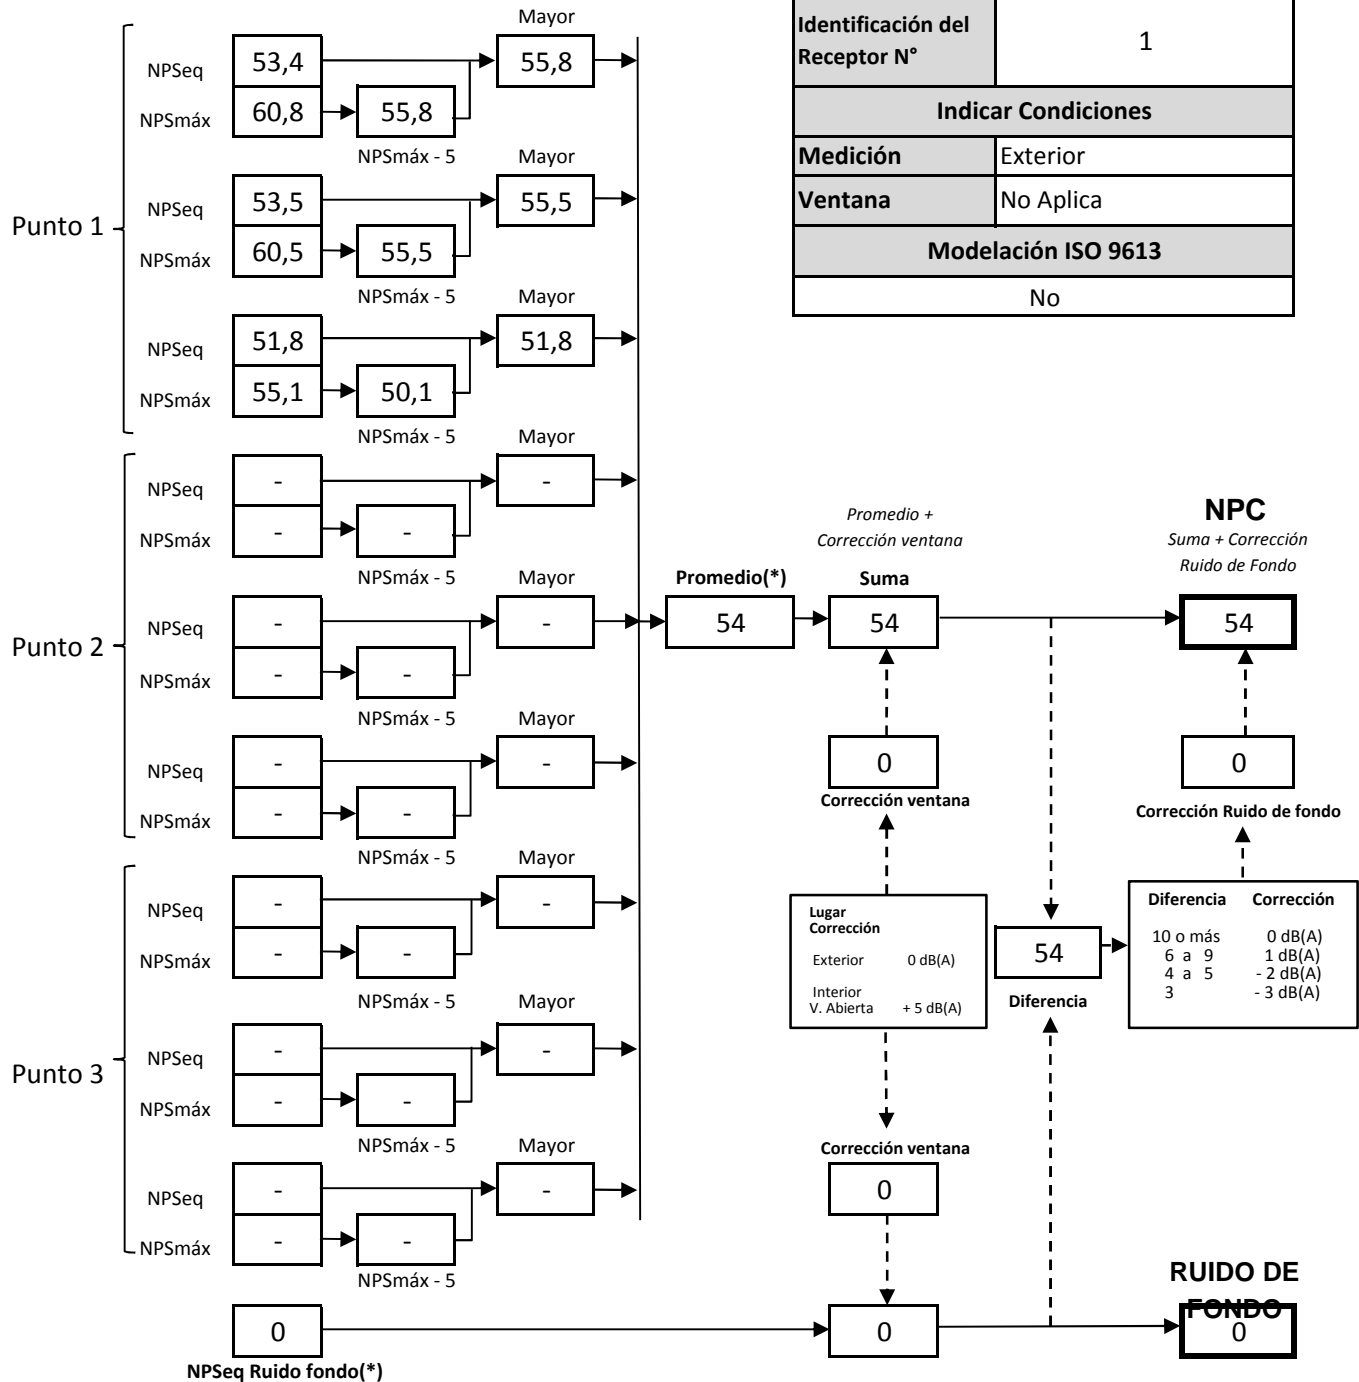 Identificación del
Receptor N°
1
Indicar Condiciones
Medición
Exterior
Ventana
No Aplica
Modelación ISO 9613
No
Punto 1
Mayor
NPSeq
53,4
55,8
NPSmáx
60,8
55,8
NPSmáx - 5
Mayor
NPSeq
53,5
55,5
NPSmáx
60,5
55,5
NPSmáx - 5
Mayor
NPSeq
51,8
51,8
NPSmáx
55,1
50,1
NPSmáx - 5
Punto 2
Mayor
NPSeq
-
-
NPSmáx
-
-
NPSmáx - 5
Mayor
NPSeq
-
-
NPSmáx
-
-
NPSmáx - 5
Mayor
NPSeq
-
-
NPSmáx
-
-
NPSmáx - 5
Punto 3
Mayor
NPSeq
-
-
NPSmáx
-
-
NPSmáx - 5
Mayor
NPSeq
-
-
NPSmáx
-
-
NPSmáx - 5
Mayor
NPSeq
-
-
NPSmáx
-
-
NPSmáx - 5
0
NPSeq Ruido fondo(*)
Promedio(*)
54
Promedio +
Corrección ventana
Suma
54
0
Corrección ventana
Lugar
Corrección
Exterior 0 dB(A)
Interior
V. Abierta + 5 dB(A)
Corrección ventana
0
0
54
Diferencia
NPC
Suma + Corrección
Ruido de Fondo
54
0
Corrección Ruido de fondo
Diferencia Corrección
10 o más 0 dB(A)
6 a 9 1 dB(A)
4 a 5 - 2 dB(A)
3 - 3 dB(A)
RUIDO DE
FONDO
0